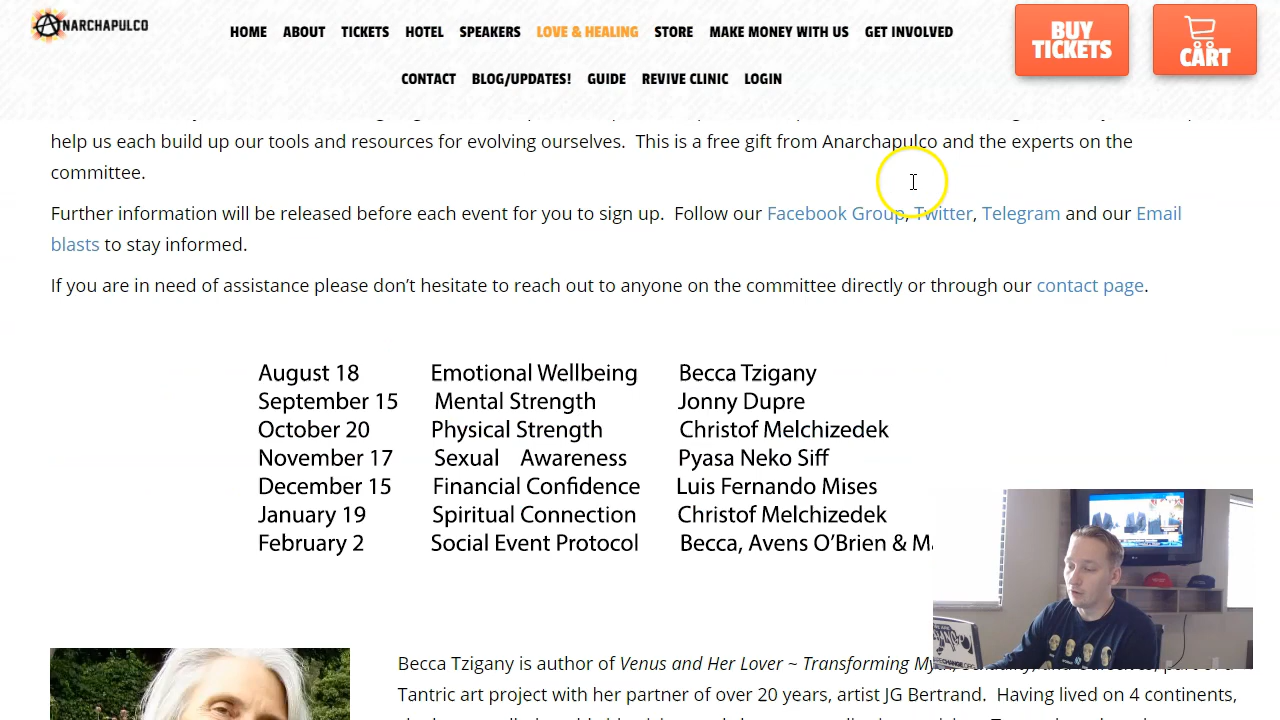 ANARCHAPULCO
HOME ABOUT TICKETS HOTEL SPEAKERS LOVE & HEALING STORE MAKE MONEY WITH US GET INVOLVED
CONTACT BLOG/UPDATES! GUIDE REVIVE CLINIC LOGIN
BUY TICKETS
CART
help us each build up our tools and resources for evolving ourselves. This is a free gift from Anarchapulco and the experts on the
committee.
Further information will be released before each event for you to sign up. Follow our Facebook Group, Twitter, Telegram and our Email
blasts to stay informed.
If you are in need of assistance please don't hesitate to reach out to anyone on the committee directly or through our contact page.
August 18 Emotional Wellbeing Becca Tzigany
September 15 Mental Strength Jonny Dupre
October 20 Physical Strength Christof Melchizedek
November 17 Sexual Awareness Pyasa Neko Siff
December 15 Financial Confidence Luis Fernando Mises
January 19 Spiritual Connection Christof Melchizedek
February 2 Social Event Protocol Becca, Avens O'Brien &
Becca Tzigany is author of Venus and Her Lover ~ Transforming
Tantric art project with her partner of over 20 years, artist JG Bertrand. Having lived on 4 continents,